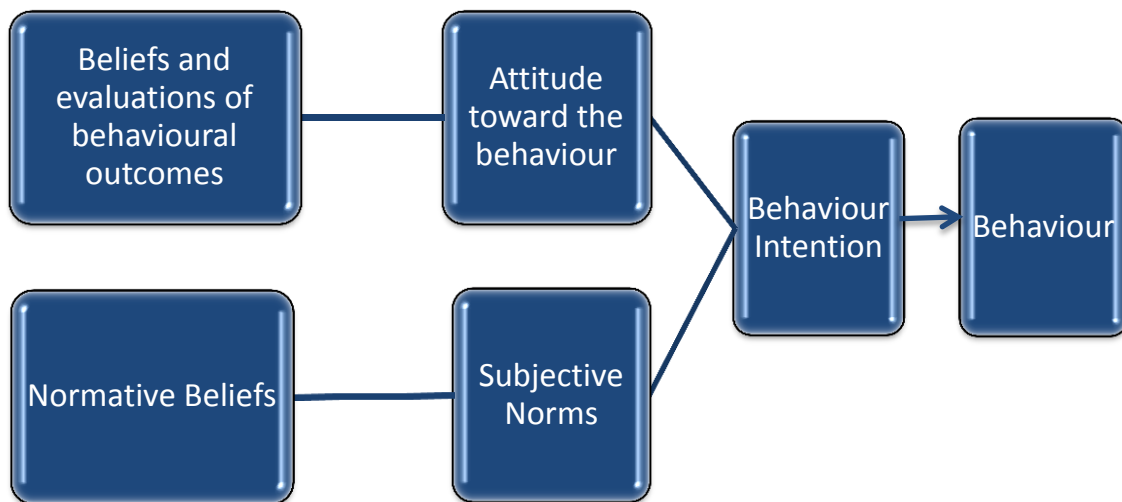 Beliefs and
evaluations of
behavioural
outcomes
Attitude
toward the
behaviour
Behaviour
Intention
Behaviour
Normative Beliefs
Subjective
Norms